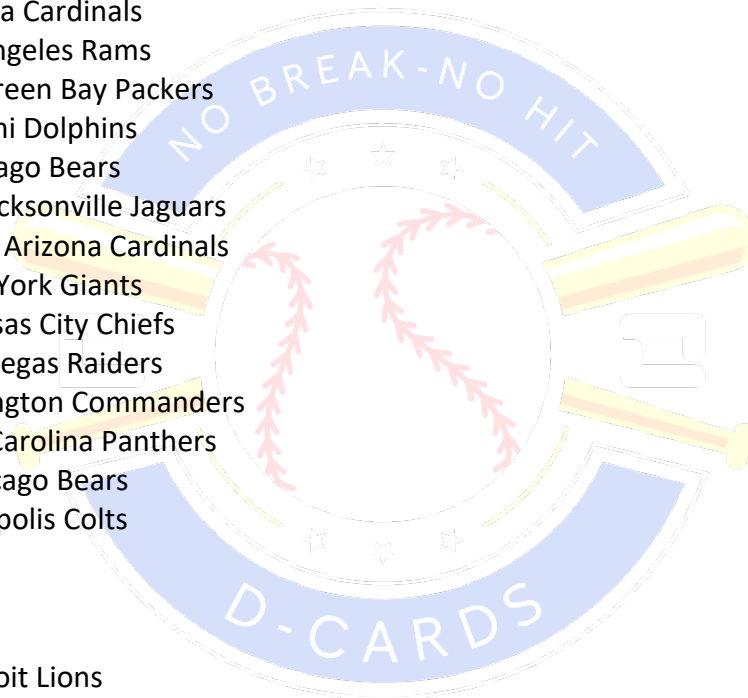 a Cardinals
ngeles Rams
reen Bay Packers
ni Dolphins
ago Bears
cksonville Jaguars
Arizona Cardinals
York Giants
sas City Chiefs
egas Raiders
ngton Commanders
Carolina Panthers
cago Bears
polis Colts
oit Lions
NO BREAK-NO HIT
D-CARDS